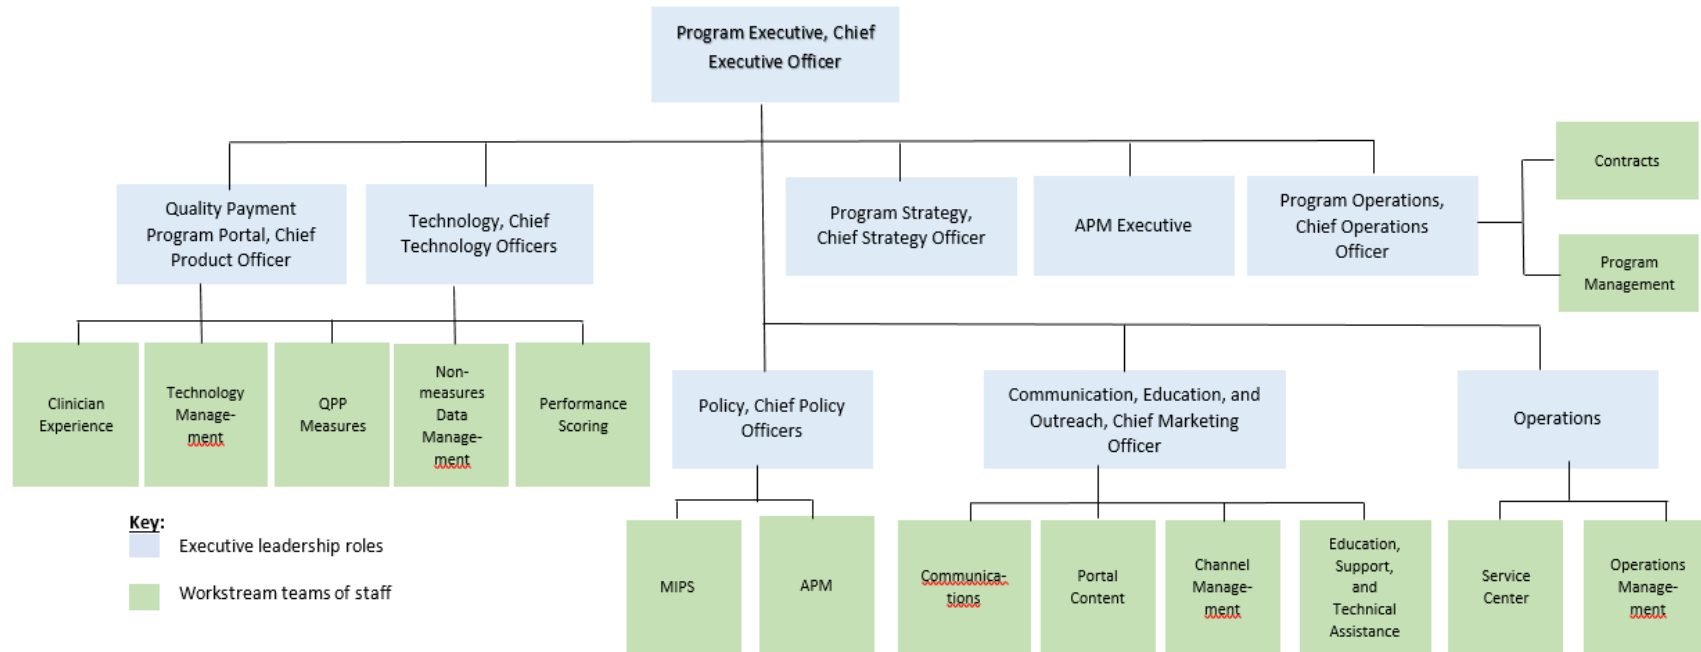 Program Executive, Chief
Executive Officer
Contracts
Quality Payment
Program Portal, Chief
Product Officer
Technology, Chief
Technology Officers
Program Strategy,
Chief Strategy Officer
APM Executive
Program Operations,
Chief Operations
Officer
Program
Management
Clinician
Experience
Technology
Manage-
ment
QPP
Measures
Non-
measures
Data
Manage-
ment
Performance
Scoring
Policy, Chief Policy
Officers
Communication, Education, and
Outreach, Chief Marketing
Officer
Operations
Key:
Executive leadership roles
Workstream teams of staff
MIPS
APM
Communica-
tions
Portal
Content
Channel
Manage-
ment
Education,
Support,
and
Technical
Assistance
Service
Center
Operations
Manage-
ment